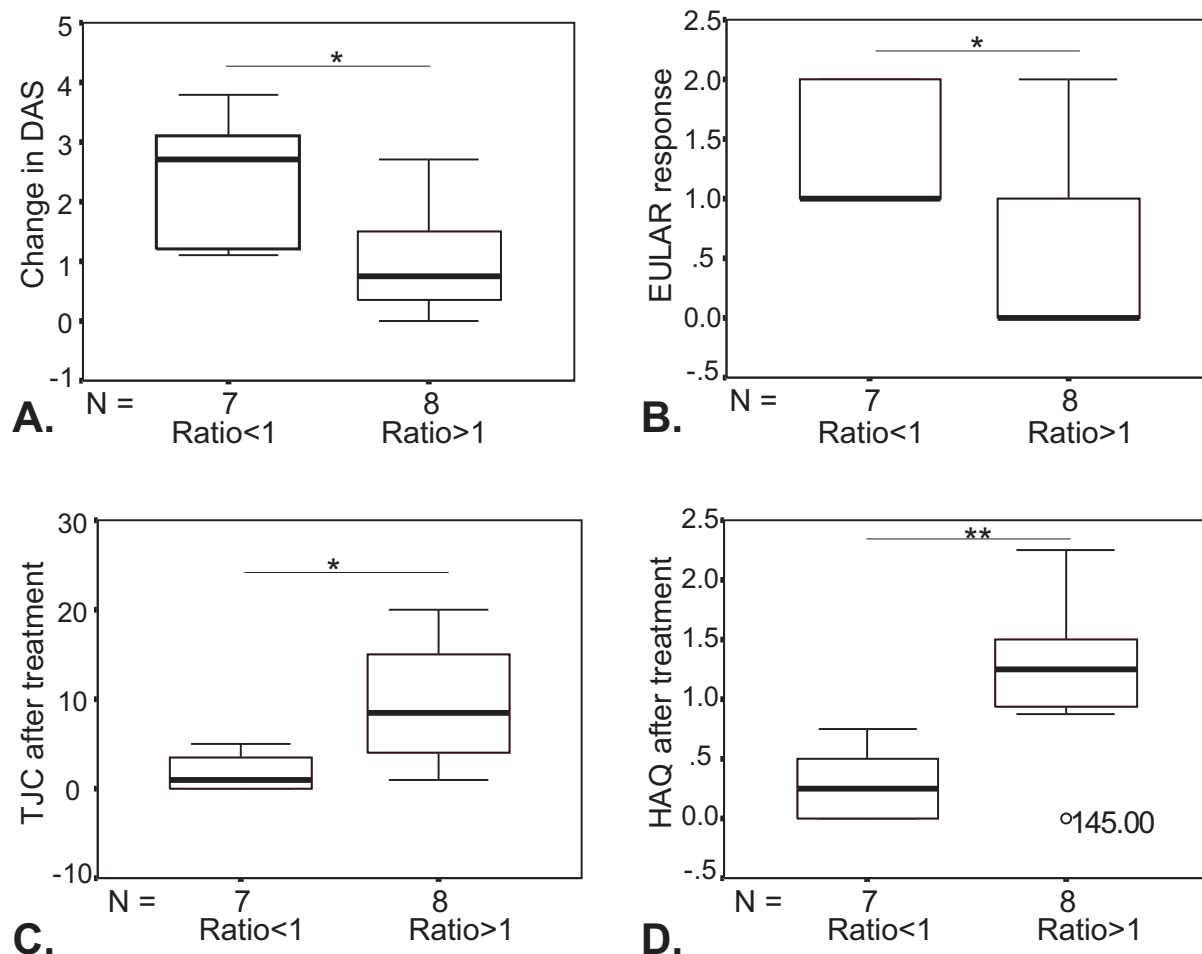 5
4
3
2
1
0
-1
Change in DAS
*
N = 7 8
Ratio<1 Ratio>1
A.
2.5
2.0
1.5
1.0
.5
0.0
-.5
EULAR response
*
N = 7 8
Ratio<1 Ratio>1
B.
30
20
10
0
-10
TJC after treatment
*
N = 7 8
Ratio<1 Ratio>1
C.
2.5
2.0
1.5
1.0
.5
0.0
-.5
HAQ after treatment
**
145.00
N = 7 8
Ratio<1 Ratio>1
D.